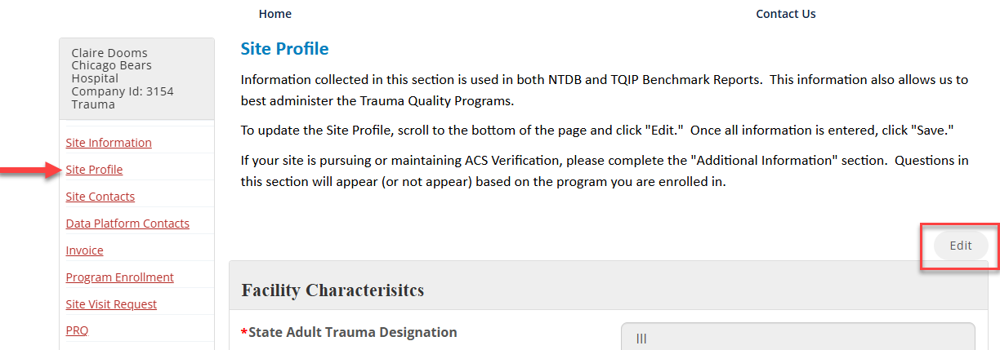 Home
Contact Us
Claire Dooms
Chicago Bears
Hospital
Company Id: 3154
Trauma
Site Information
Site Profile
Site Contacts
Data Platform Contacts
Invoice
Program Enrollment
Site Visit Request
PRQ
Site Profile
Information collected in this section is used in both NTDB and TQIP Benchmark Reports.  This information also allows us to
best administer the Trauma Quality Programs.
To update the Site Profile, scroll to the bottom of the page and click "Edit."  Once all information is entered, click "Save."
If your site is pursuing or maintaining ACS Verification, please complete the "Additional Information" section.  Questions in
this section will appear (or not appear) based on the program you are enrolled in.
Edit
Facility Characterisitcs
*State Adult Trauma Designation
III